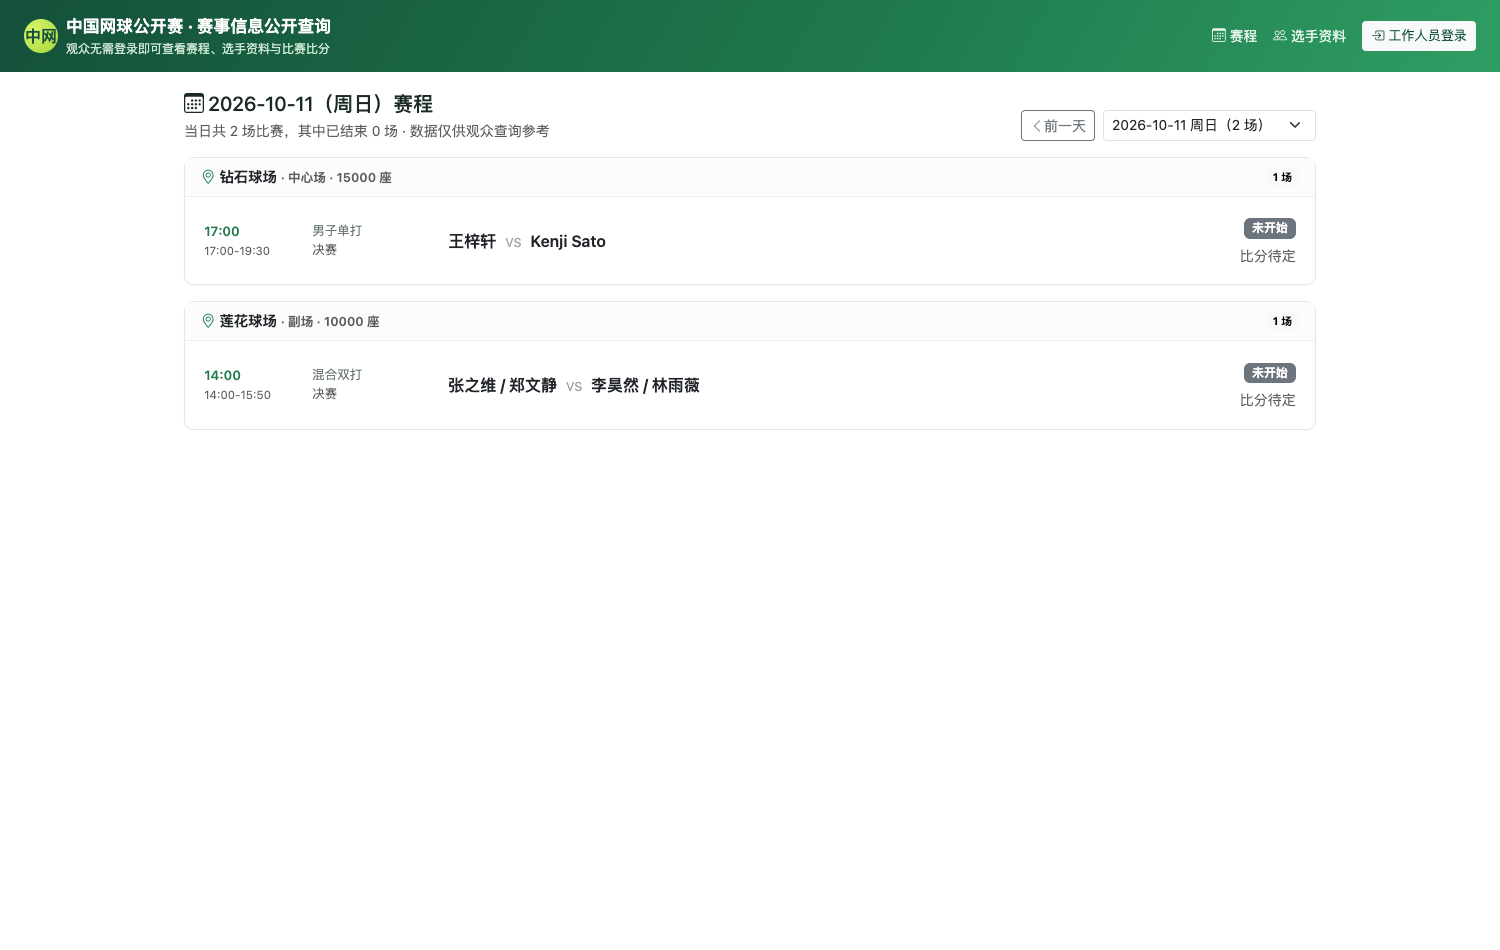 中网
中国网球公开赛 · 赛事信息公开查询
观众无需登录即可查看赛程、选手资料与比赛比分
赛程
选手资料
工作人员登录
2026-10-11（周日）赛程
当日共 2 场比赛，其中已结束 0 场 · 数据仅供观众查询参考
前一天
2026-10-11 周日（2 场）
钻石球场 · 中心场 · 15000 座
1 场
17:00
17:00-19:30
男子单打
决赛
王梓轩 vs Kenji Sato
未开始
比分待定
莲花球场 · 副场 · 10000 座
1 场
14:00
14:00-15:50
混合双打
决赛
张之维 / 郑文静 vs 李昊然 / 林雨薇
未开始
比分待定